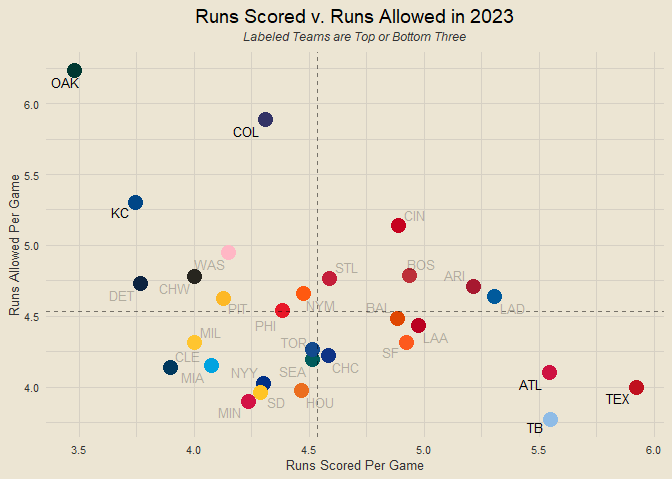 Runs Scored v. Runs Allowed in 2023
Labeled Teams are Top or Bottom Three
OAK
6.0
COL
5.5
KC
CIN
5.0
WAS
STL
BOS
ARI
CHW
DET
PIT
NYM
BAL
LAD
4.5
PHI
MIL
TOR
LAA
CLE
SF
MIA
NYY
SEA
CHC
4.0
ATL
TEX
SD
HOU
MIN
TB
3.5
4.0
4.5
5.0
5.5
6.0
Runs Scored Per Game
Runs Allowed Per Game